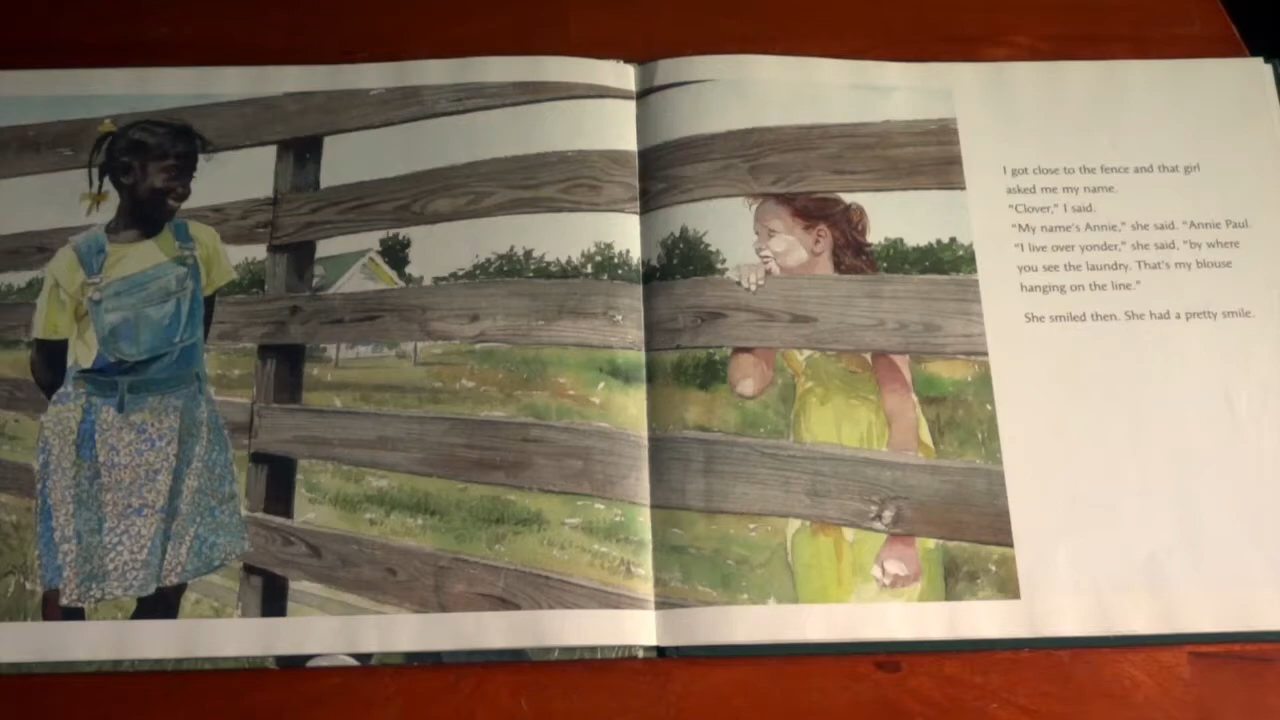 I got close to the fence and that girl
asked me my name.
"Clover," I said.
"My name's Annie," she said. "Annie Paul.
"I live over yonder," she said, "by where
you see the laundry. That's my blouse
hanging on the line."
She smiled then. She had a pretty smile.